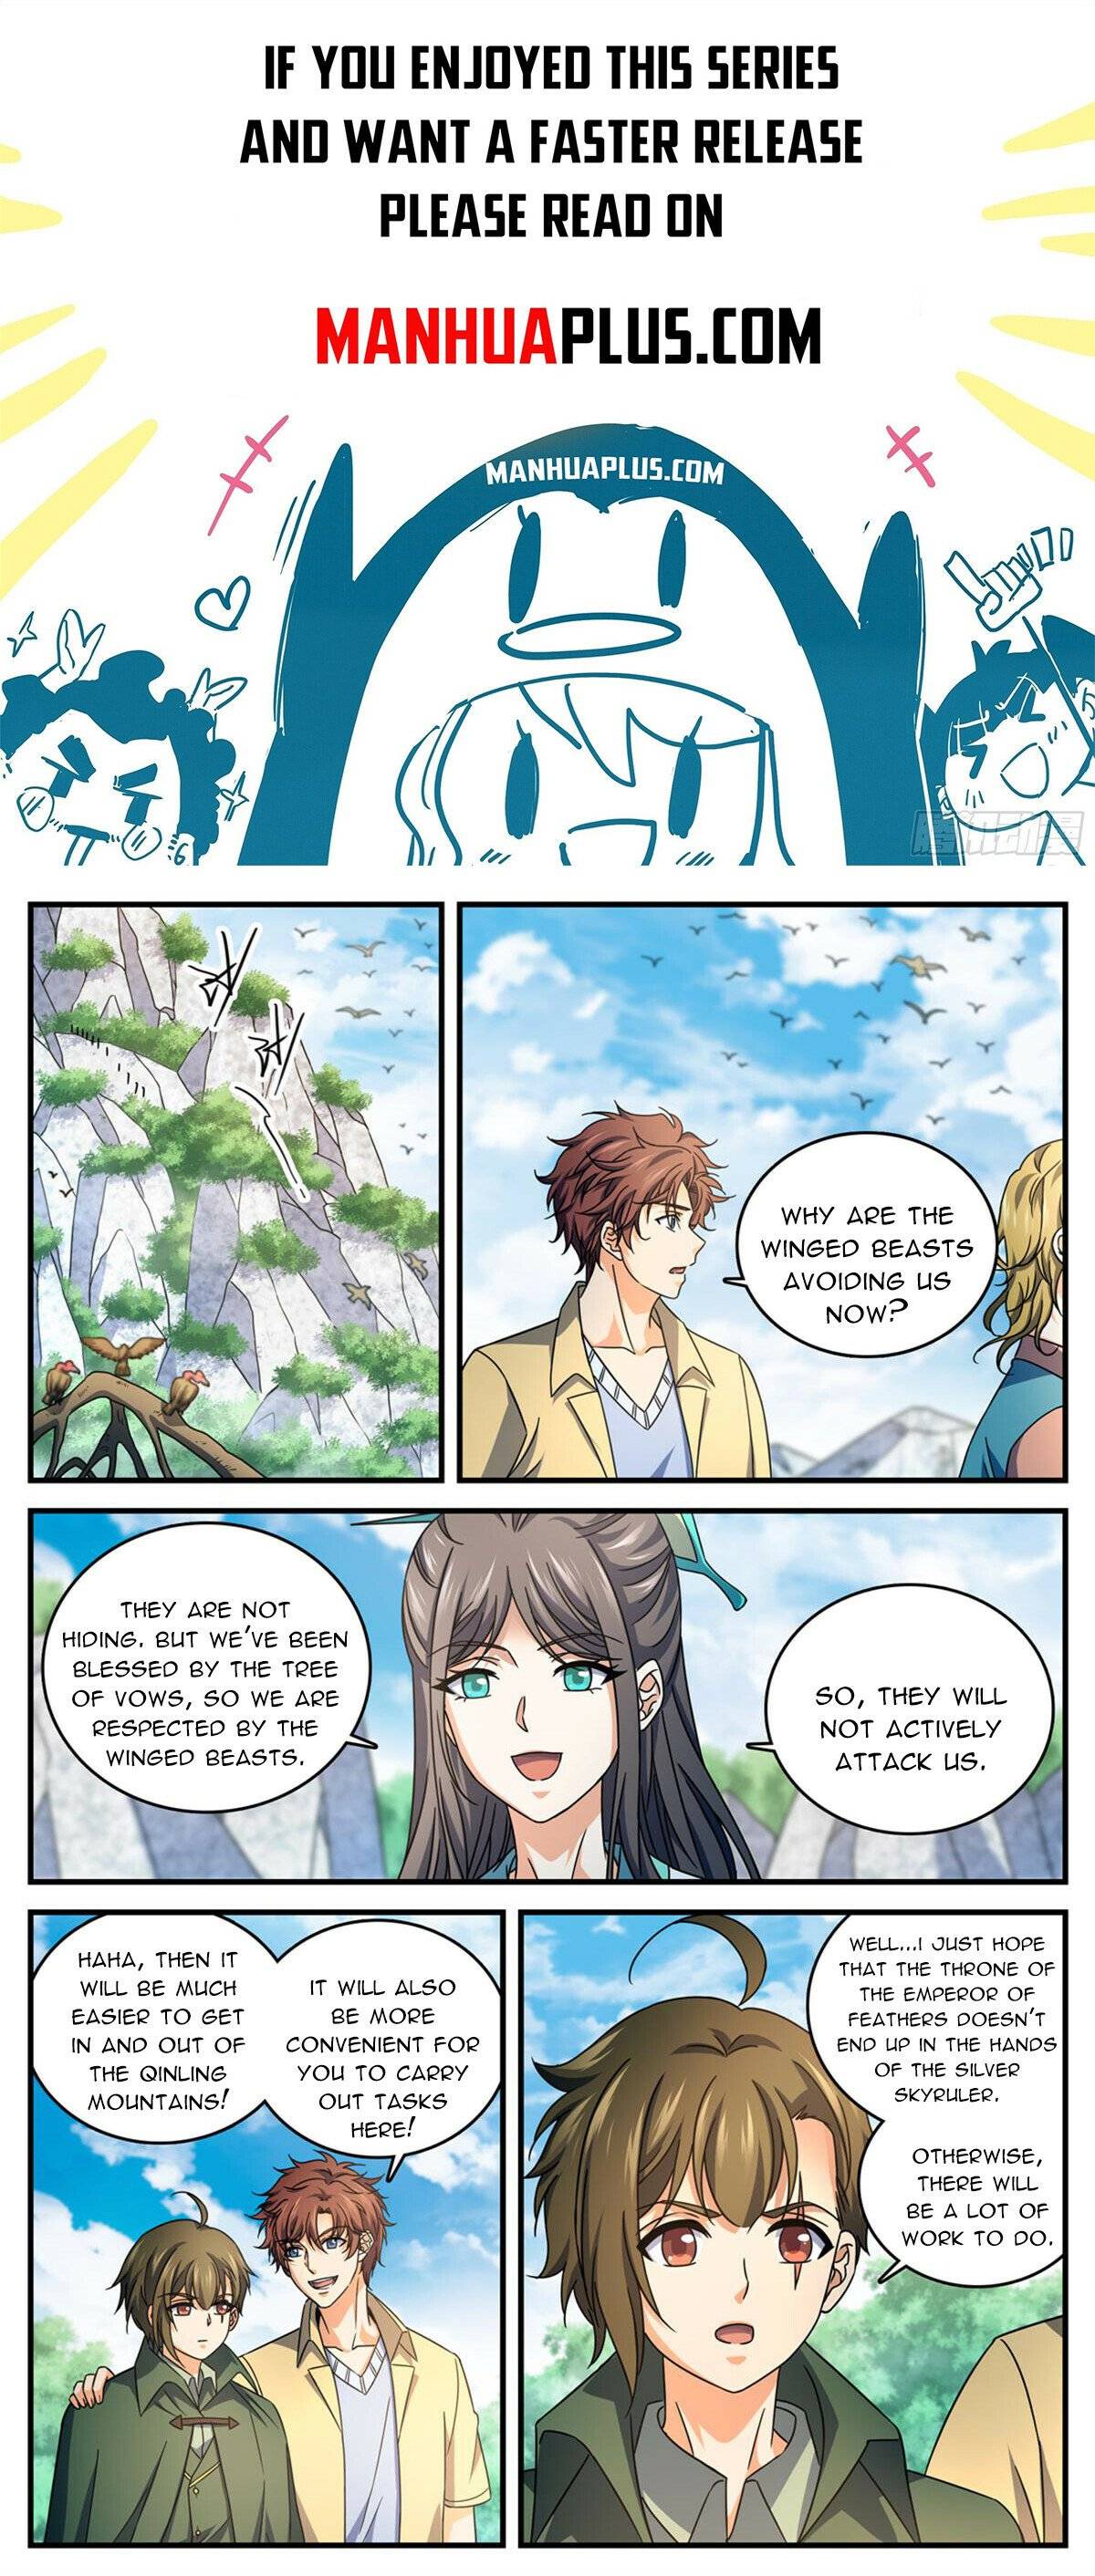 IF YOU ENJOYED THIS SERIES
AND WANT A FASTER RELEASE
PLEASE READ ON
MANHUAPLUS.COM
MANHUAPLUS.COM
腾讯动漫
WHY ARE THE
WINGED BEASTS
AVOIDING US
NOW?
THEY ARE NOT
HIDING. BUT WE'VE BEEN
BLESSED BY THE TREE
OF VOWS, SO WE ARE
RESPECTED BY THE
WINGED BEASTS.
SO, THEY WILL
NOT ACTIVELY
ATTACK US.
HAHA, THEN IT
WILL BE MUCH
EASIER TO GET
IN AND OUT OF
THE QINLING
MOUNTAINS!
IT WILL ALSO
BE MORE
CONVENIENT FOR
YOU TO CARRY
OUT TASKS
HERE!
WELL...I JUST HOPE
THAT THE THRONE OF
THE EMPEROR OF
FEATHERS DOESN'T
END UP IN THE HANDS
OF THE SILVER
SKYRULER.
OTHERWISE,
THERE WILL
BE A LOT OF
WORK TO DO.